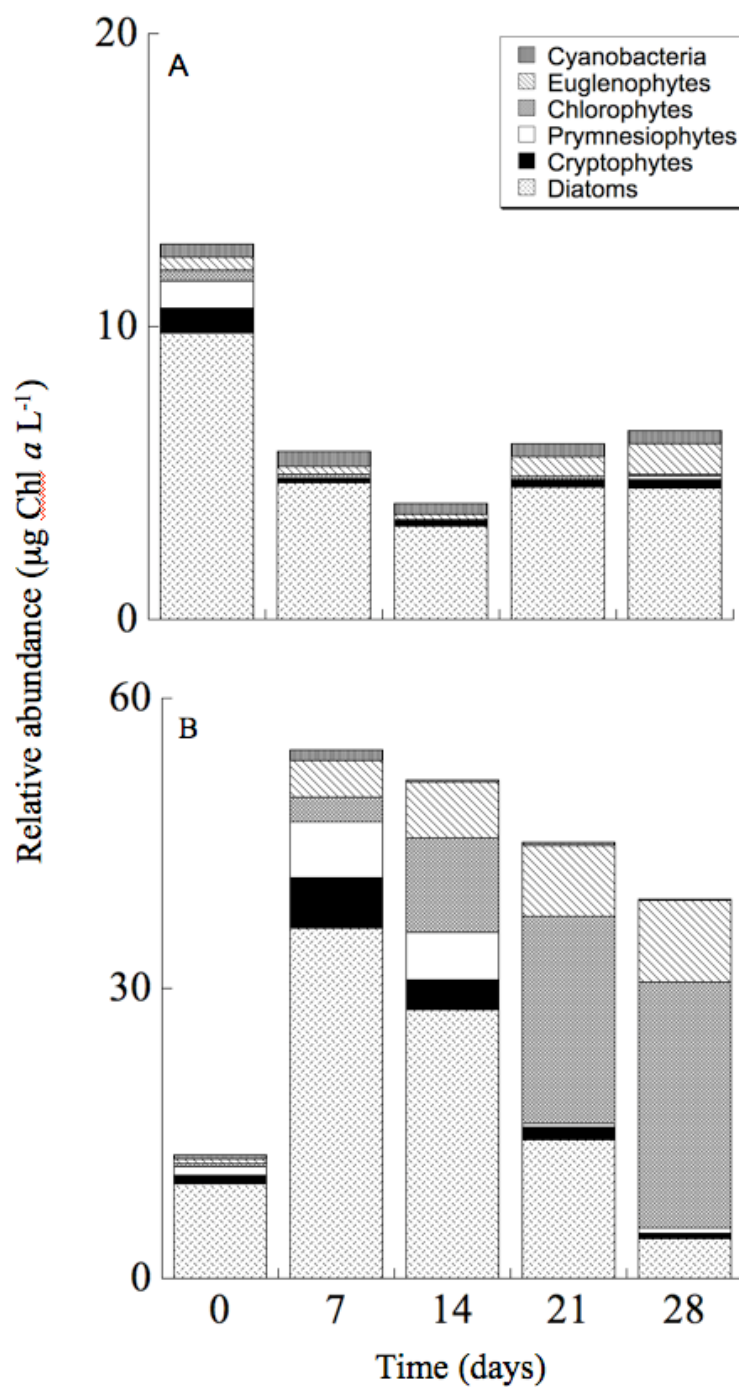 20
A
Cyanobacteria
Euglenophytes
Chlorophytes
Prymnesiophytes
Cryptophytes
Diatoms
10
0
Relative abundance (µg Chl a L-1)
60
B
30
0
0 7 14 21 28
Time (days)